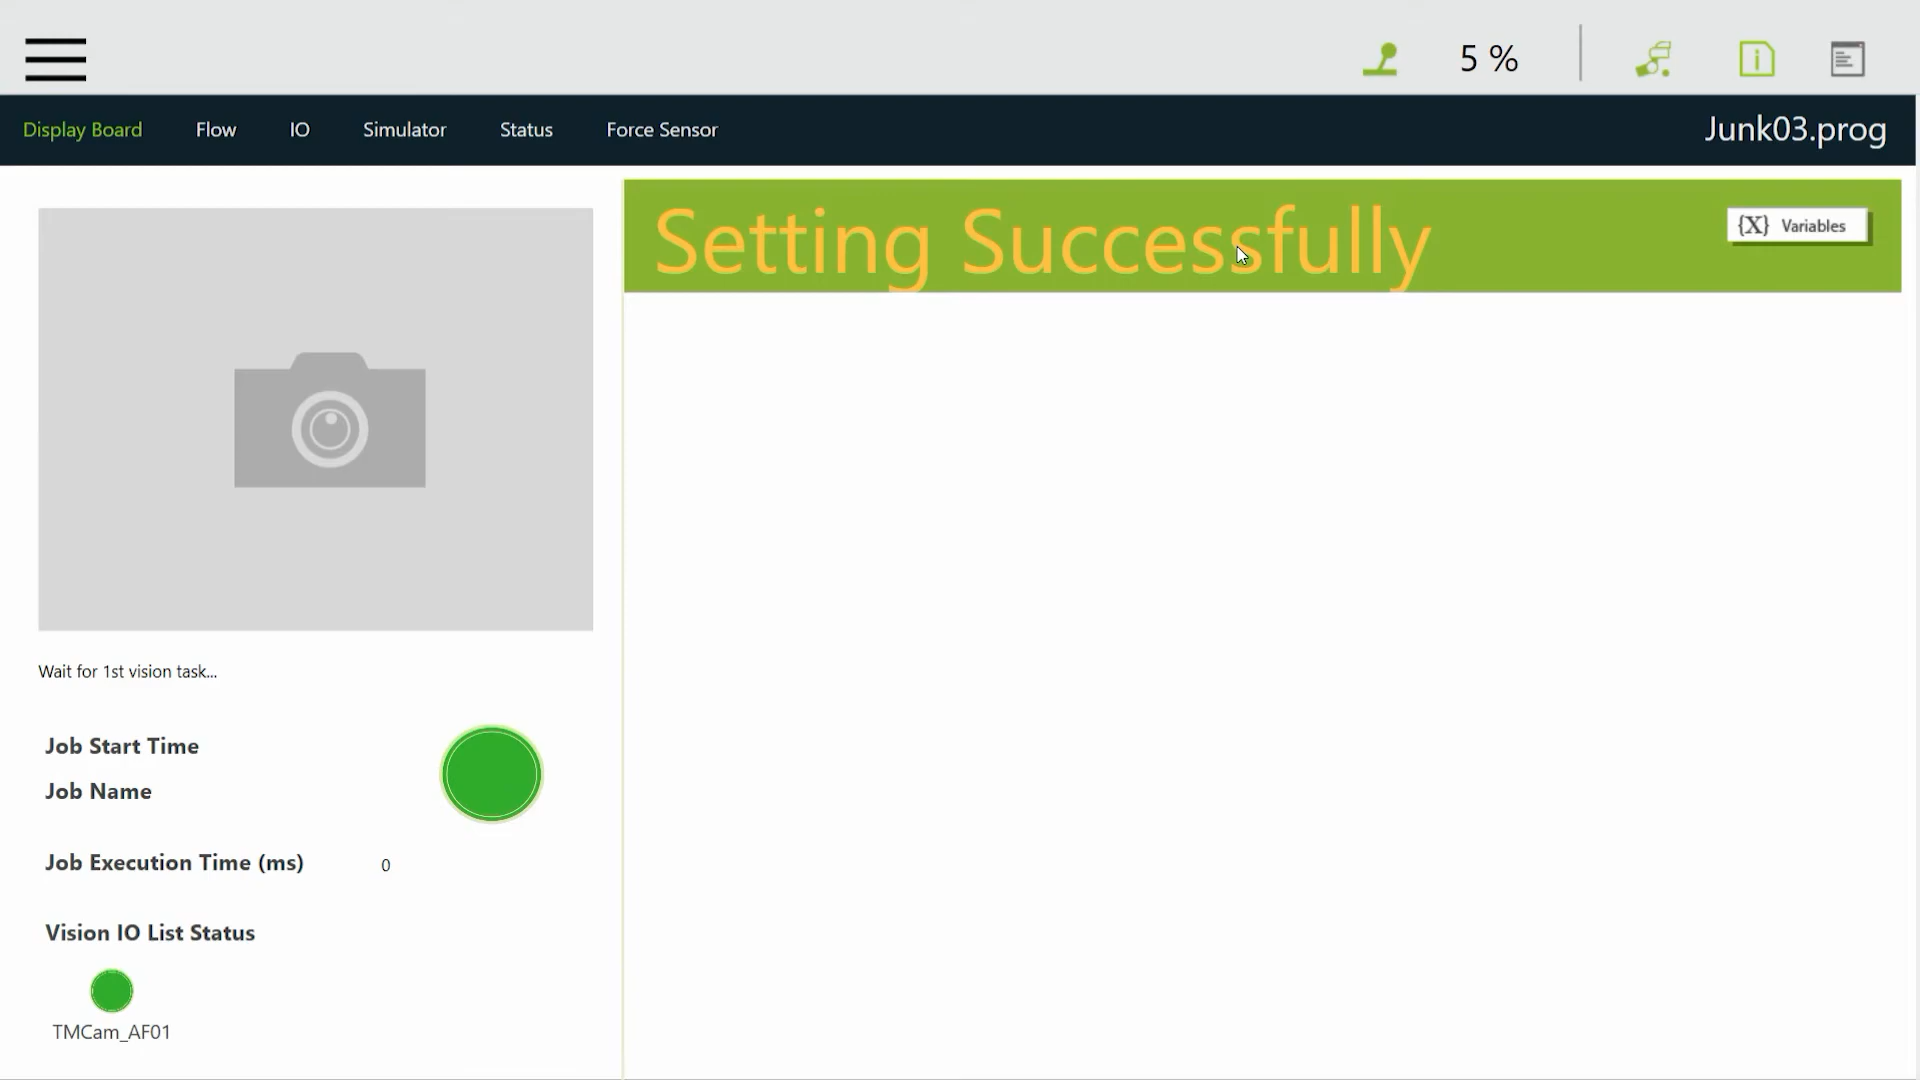 5 %
Display Board Flow IO Simulator Status Force Sensor Junk03.prog
Setting Successfully
{X} Variables
Wait for 1st vision task...
Job Start Time
Job Name
Job Execution Time (ms) 0
Vision IO List Status
TMCam_AF01